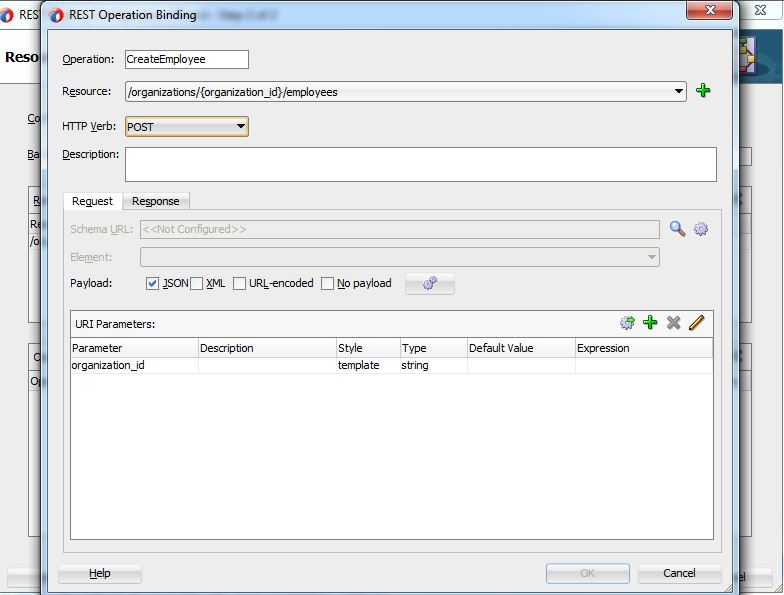 REST
REST Operation Binding
Reso
Operation: CreateEmployee
Resource: /organizations/{organization_id}/employees
HTTP Verb: POST
Description:
Request Response
Schema URL: <<Not Configured>>
Element:
Payload: JSON XML URL-encoded No payload
URI Parameters:
Parameter Description Style Type Default Value Expression
organization_id template string
Help OK Cancel